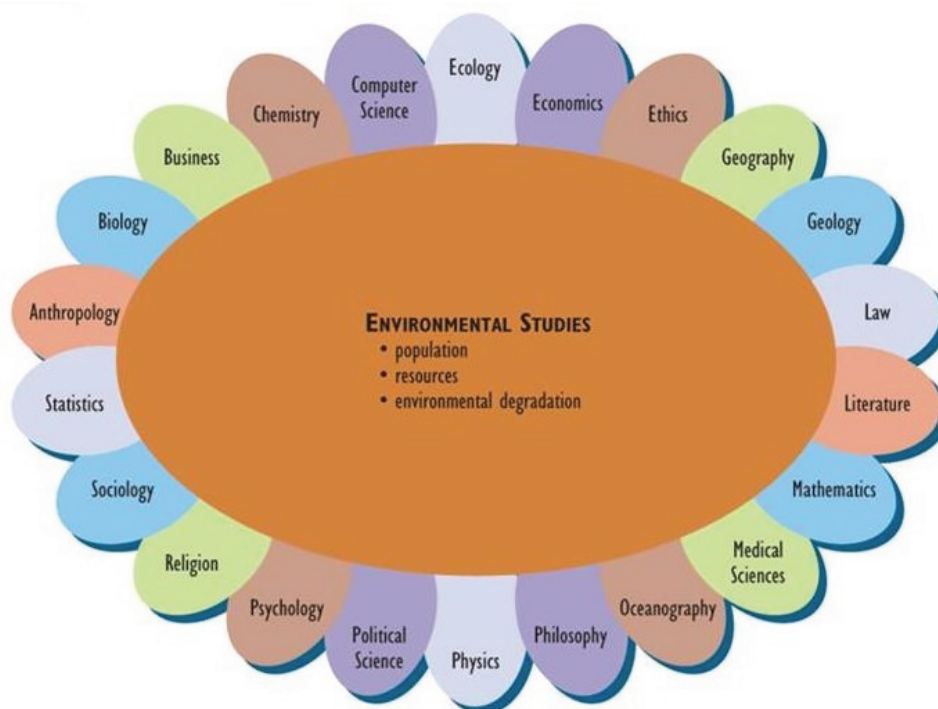 Ecology
Economics
Ethics
Geography
Geology
Law
Literature
Mathematics
Medical
Sciences
Oceanography
Philosophy
Physics
Political
Science
Psychology
Religion
Sociology
Statistics
Anthropology
Biology
Business
Chemistry
Computer
Science
ENVIRONMENTAL STUDIES
• population
• resources
• environmental degradation